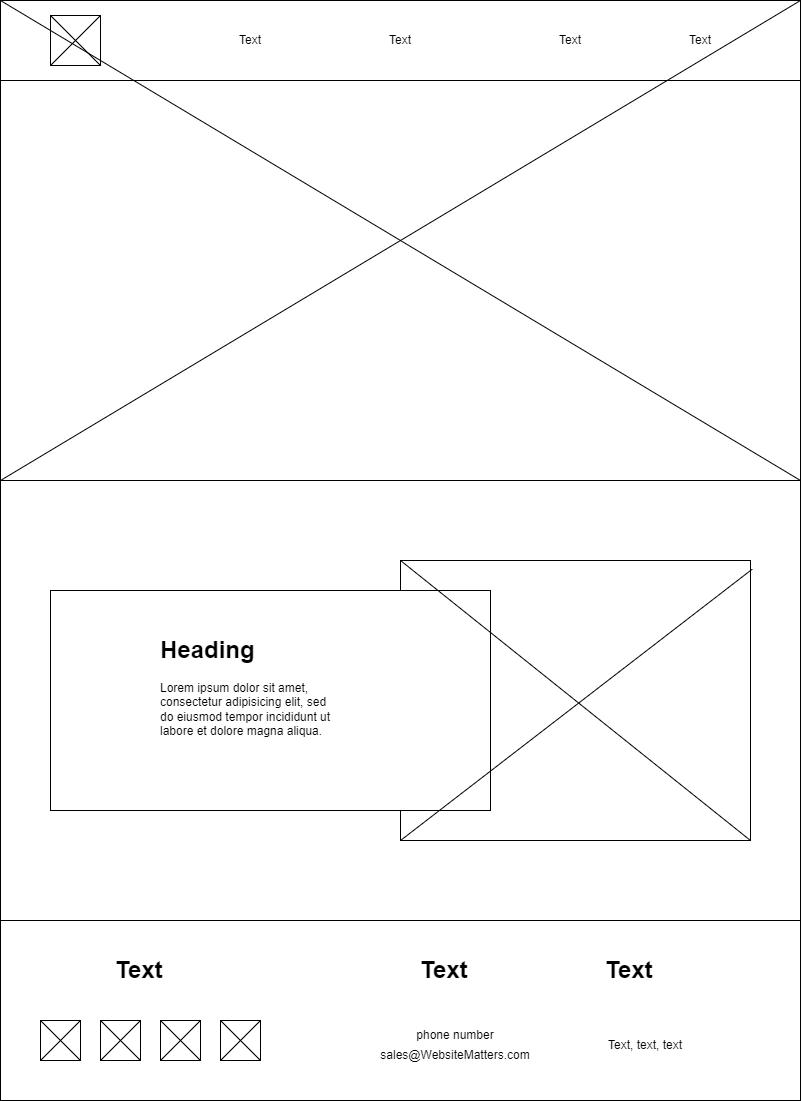 Text
Text
Text
Text
Heading
Lorem ipsum dolor sit amet,
consectetur adipisicing elit, sed
do eiusmod tempor incididunt ut
labore et dolore magna aliqua.
Text
Text
Text
phone number
sales@WebsiteMatters.com
Text, text, text